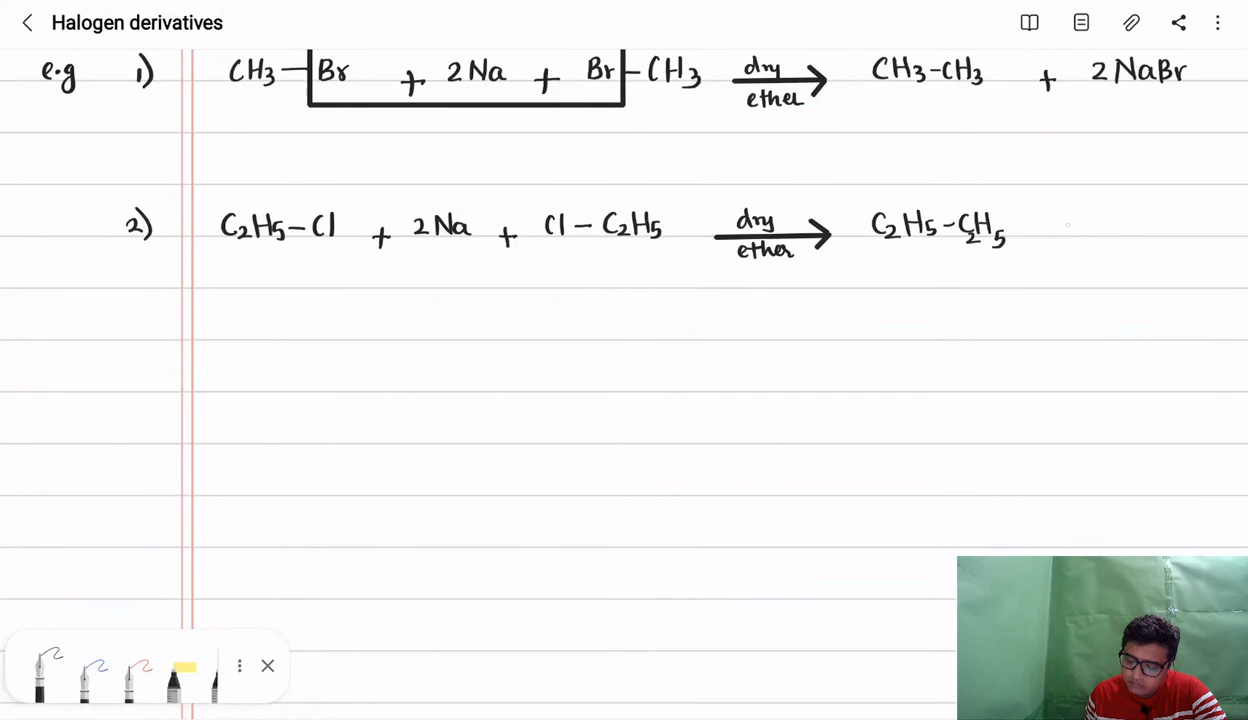 Halogen derivatives
e.g 1) CH3-Br + 2Na + Br-CH3 dry ether → CH3-CH3 + 2NaBr
2) C2H5-Cl + 2Na + Cl-C2H5 dry ether → C2H5-C2H5